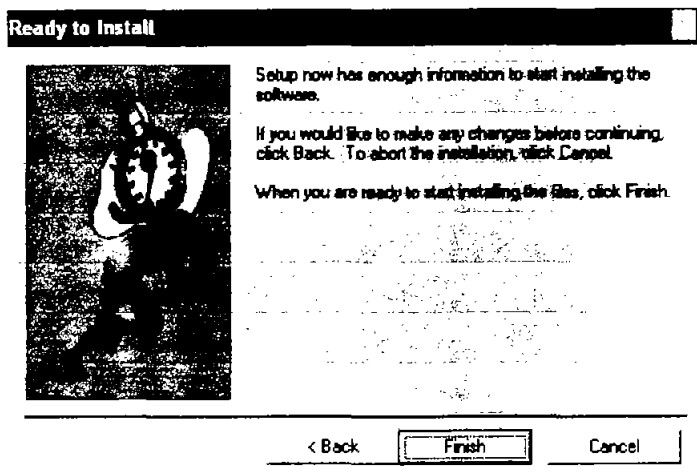 Ready to Install
Setup now has enough information to start installing the
software.
If you would like to make any changes before continuing,
click Back. To abort the installation, click Cancel.
When you are ready to start installing the files, click Finish.
< Back
Finish
Cancel